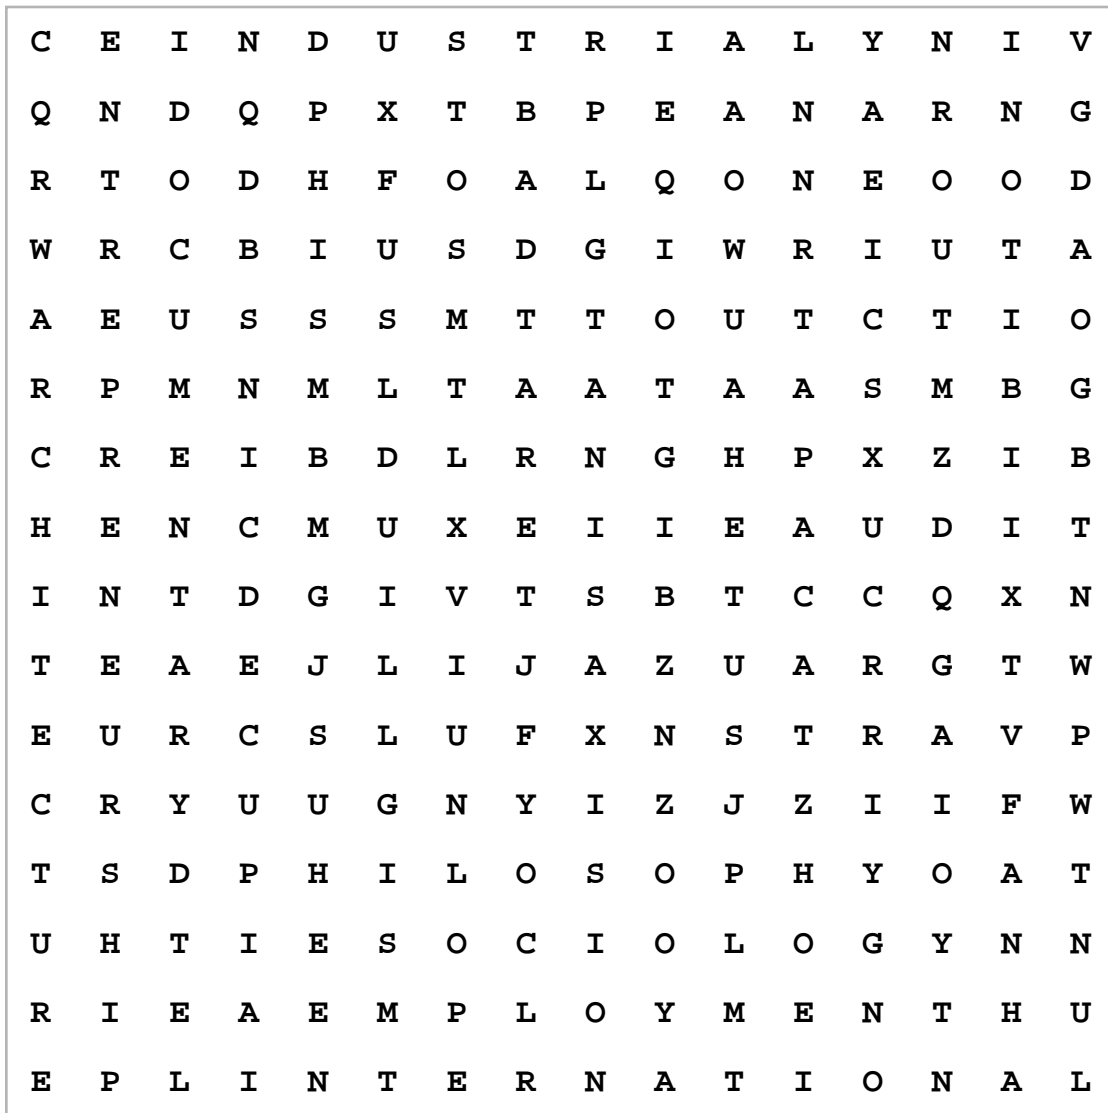 C E I N D U S T R I A L Y N I V
Q N D Q P X T B P E A N A R N G
R T O D H F O A L Q O N E O O D
W R C B I U S D G I W R I U T A
A E U S S S M T T O U T C T I O
R P M N M L T A A T A A S M B G
C R E I B D L R N G H P X Z I B
H E N C M U X E I I E A U D I T
I N T D G I V T S B T C C Q X N
T E A E J L I J A Z U A R G T W
E U R C S L U F X N S T R A V P
C R Y U U G N Y I Z J Z I I F W
T S D P H I L O S O P H Y O A T
U H T I E S O C I O L O G Y N N
R I E A E M P L O Y M E N T H U
E P L I N T E R N A T I O N A L